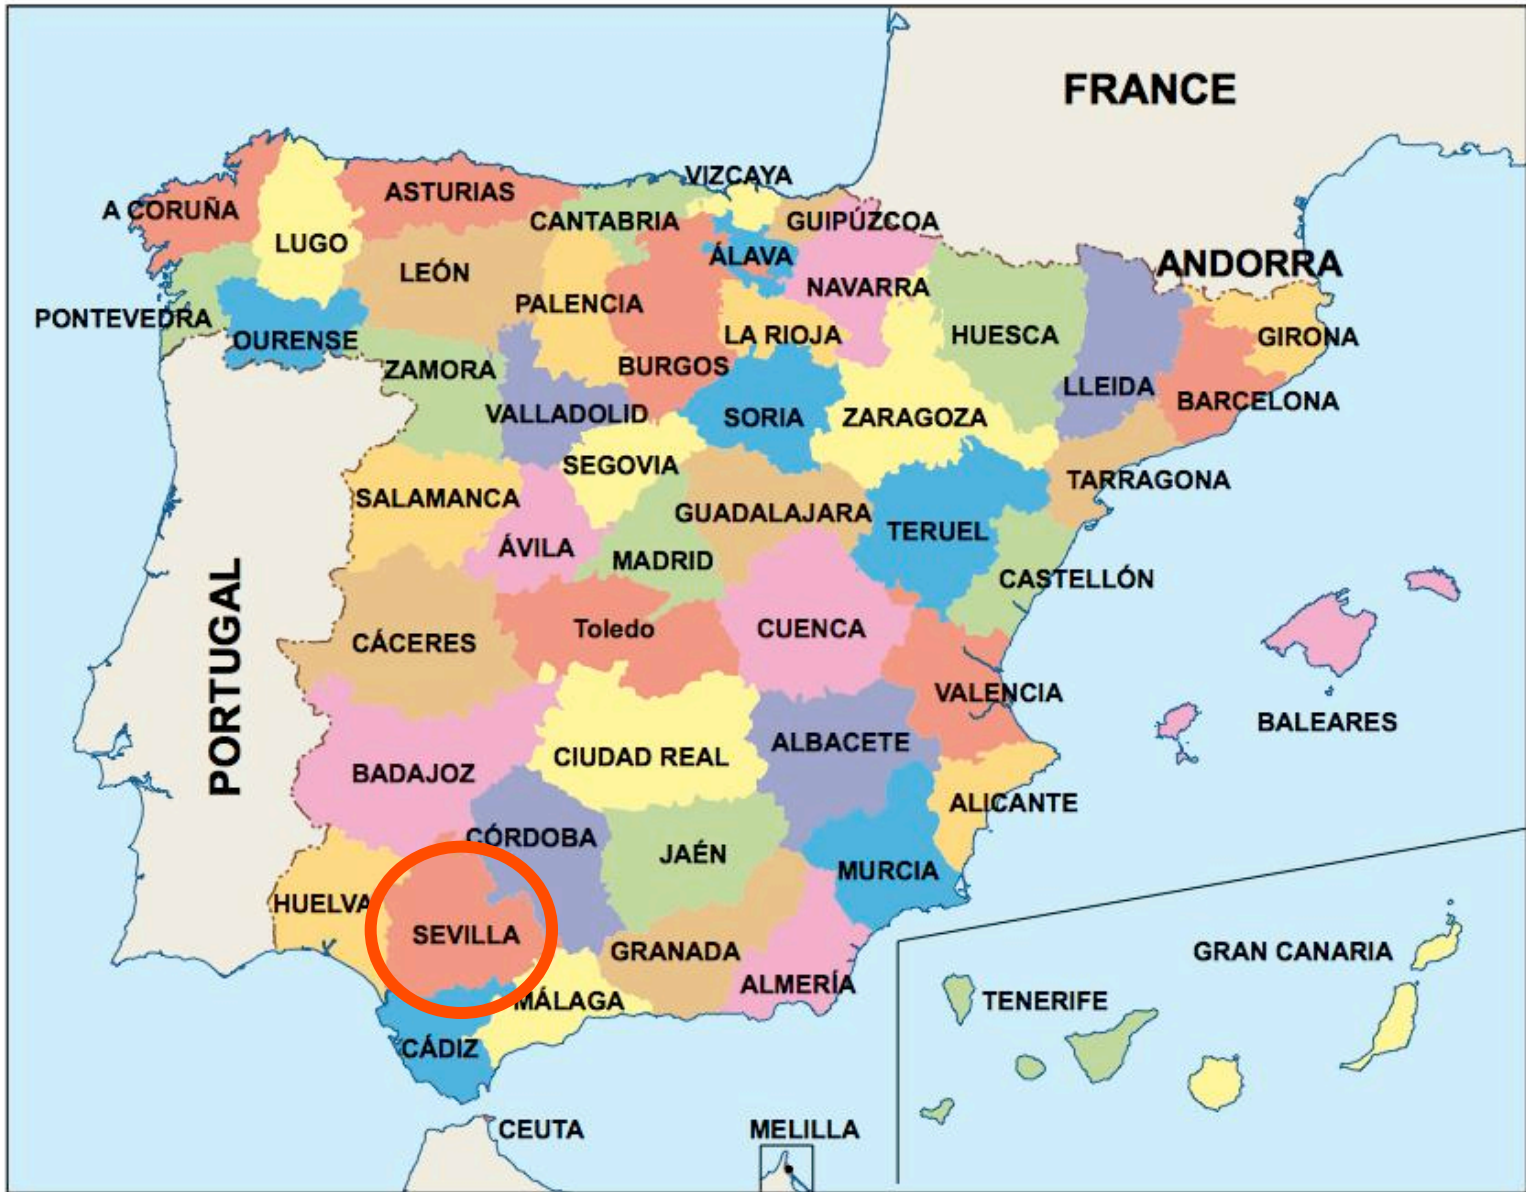 FRANCE
VIZCAYA
ASTURIAS
A CORUÑA
CANTABRIA
GUIPÚZCOA
LUGO
ÁLAVA
ANDORRA
LEÓN
NAVARRA
PALENCIA
PONTEVEDRA
OURENSE
LA RIOJA
HUESCA
GIRONA
ZAMORA
BURGOS
LLEIDA
BARCELONA
VALLADOLID
SORIA
ZARAGOZA
SEGOVIA
TARRAGONA
SALAMANCA
GUADALAJARA
TERUEL
ÁVILA
MADRID
CASTELLÓN
PORTUGAL
CÁCERES
Toledo
CUENCA
VALENCIA
BALEARES
BADAJOZ
CIUDAD REAL
ALBACETE
ALICANTE
CÓRDOBA
JAÉN
MURCIA
HUELVA
SEVILLA
GRANADA
GRAN CANARIA
ALMERÍA
MÁLAGA
TENERIFE
CÁDIZ
CEUTA
MELILLA